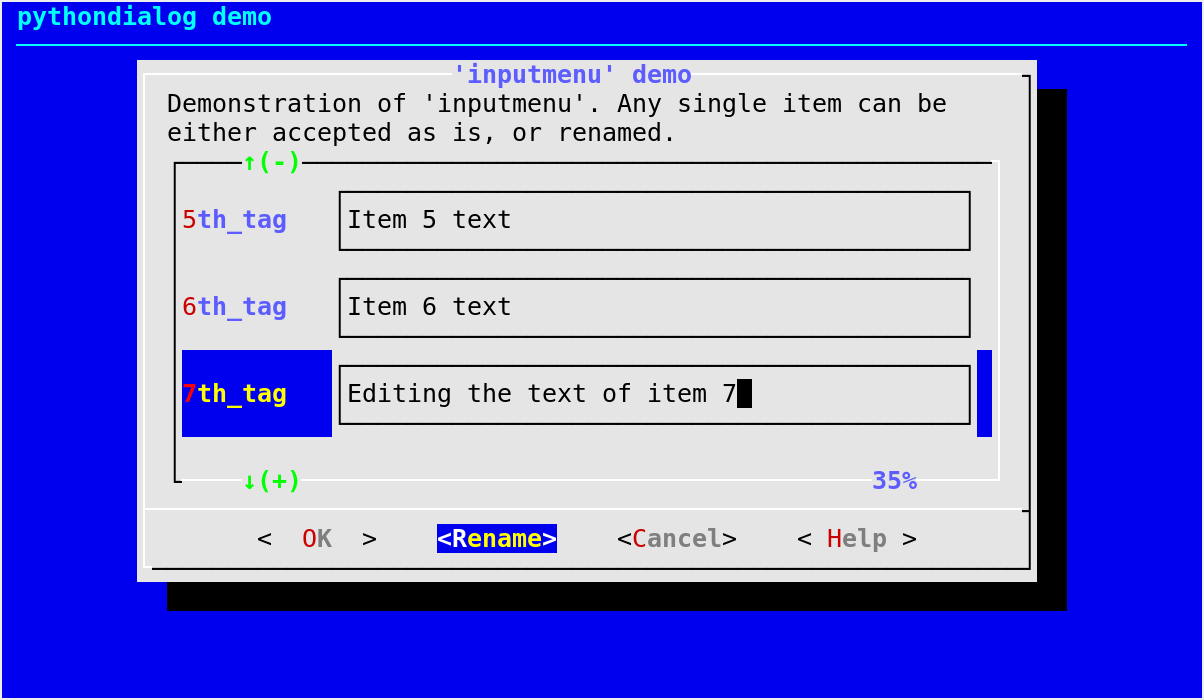 pythondialog demo
'inputmenu' demo
Demonstration of 'inputmenu'. Any single item can be
either accepted as is, or renamed.
↑(-)
5th_tag Item 5 text
6th_tag Item 6 text
7th_tag Editing the text of item 7
↓(+) 35%
<  OK  > <Rename> <Cancel> < Help >